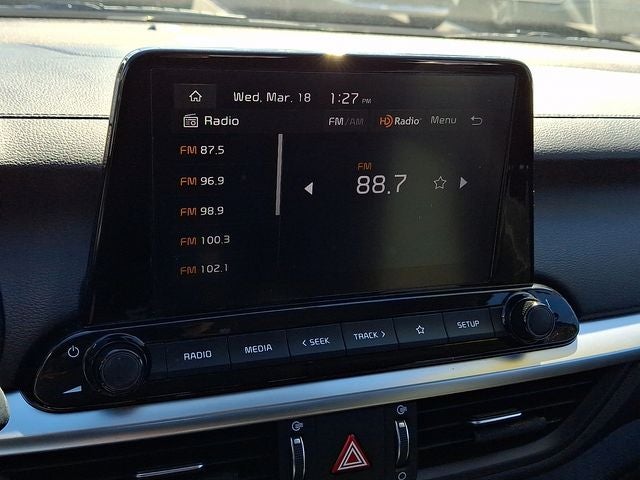 Wed, Mar. 18 1:27 PM
Radio FM/AM HD Radio Menu
FM 87.5
FM 96.9
FM 98.9
FM 100.3
FM 102.1
FM
88.7
RADIO MEDIA < SEEK TRACK > SETUP